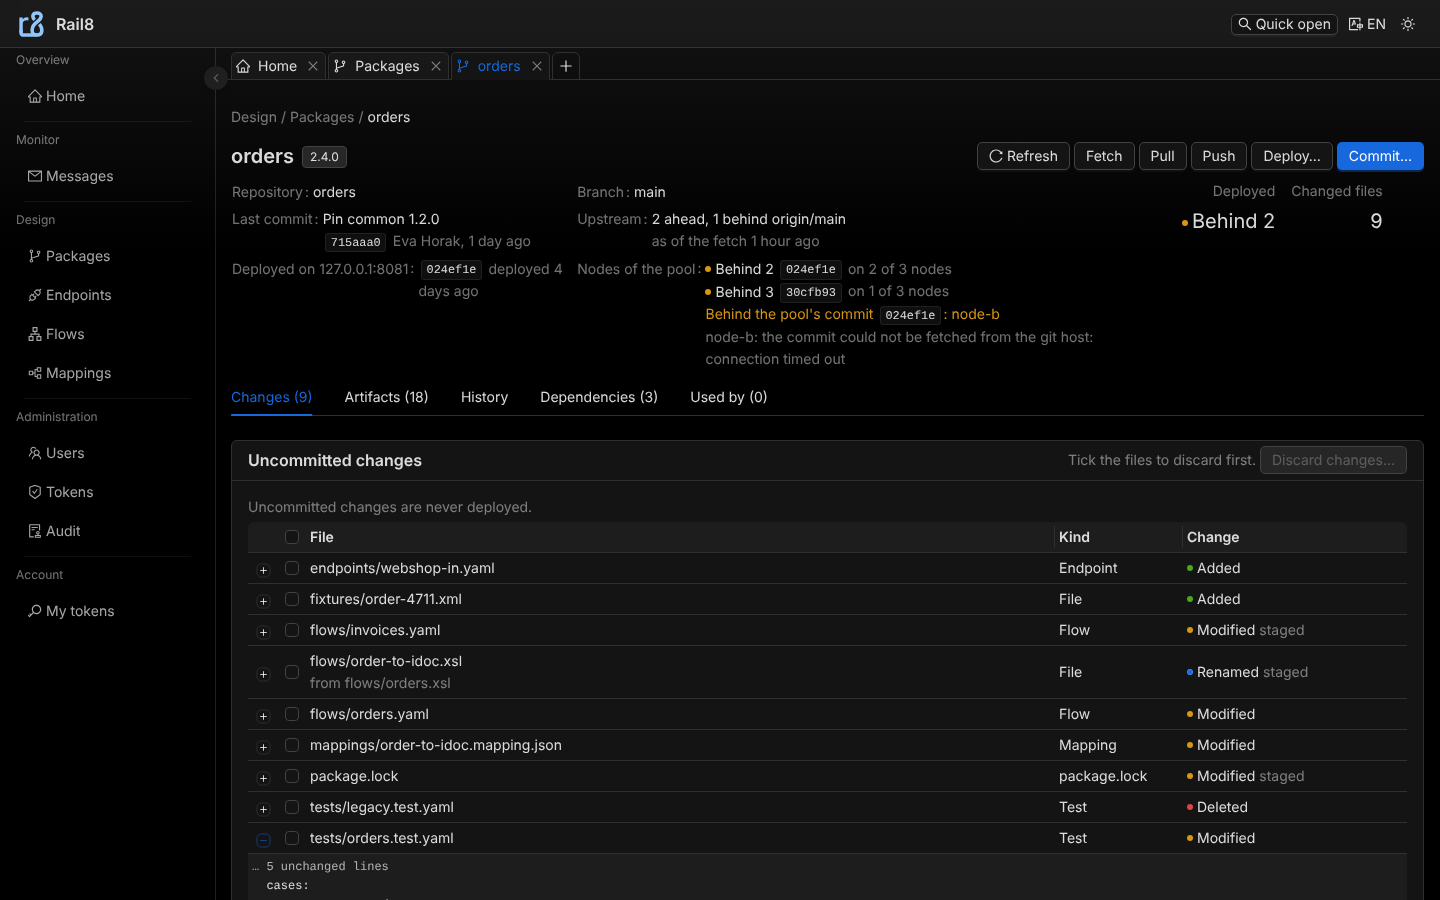 Rail8
Quick open
EN
Overview
Home
Monitor
Messages
Design
Packages
Endpoints
Flows
Mappings
Administration
Users
Tokens
Audit
Account
My tokens
Home
Packages
orders
Design / Packages / orders
orders 2.4.0
Refresh
Fetch
Pull
Push
Deploy...
Commit...
Repository: orders
Branch: main
Last commit: Pin common 1.2.0
715aaa0 Eva Horak, 1 day ago
Upstream: 2 ahead, 1 behind origin/main
as of the fetch 1 hour ago
Deployed on 127.0.0.1:8081: 024ef1e deployed 4
days ago
Nodes of the pool: Behind 2 024ef1e on 2 of 3 nodes
Behind 3 30cfb93 on 1 of 3 nodes
Behind the pool's commit 024ef1e : node-b
node-b: the commit could not be fetched from the git host:
connection timed out
Deployed
Behind 2
Changed files
9
Changes (9)
Artifacts (18)
History
Dependencies (3)
Used by (0)
Uncommitted changes
Tick the files to discard first.
Discard changes...
Uncommitted changes are never deployed.
File Kind Change
endpoints/webshop-in.yaml Endpoint Added
fixtures/order-4711.xml File Added
flows/invoices.yaml Flow Modified staged
flows/order-to-idoc.xsl File Renamed staged
from flows/orders.xsl
flows/orders.yaml Flow Modified
mappings/order-to-idoc.mapping.json Mapping Modified
package.lock package.lock Modified staged
tests/legacy.test.yaml Test Deleted
tests/orders.test.yaml Test Modified
… 5 unchanged lines
cases: